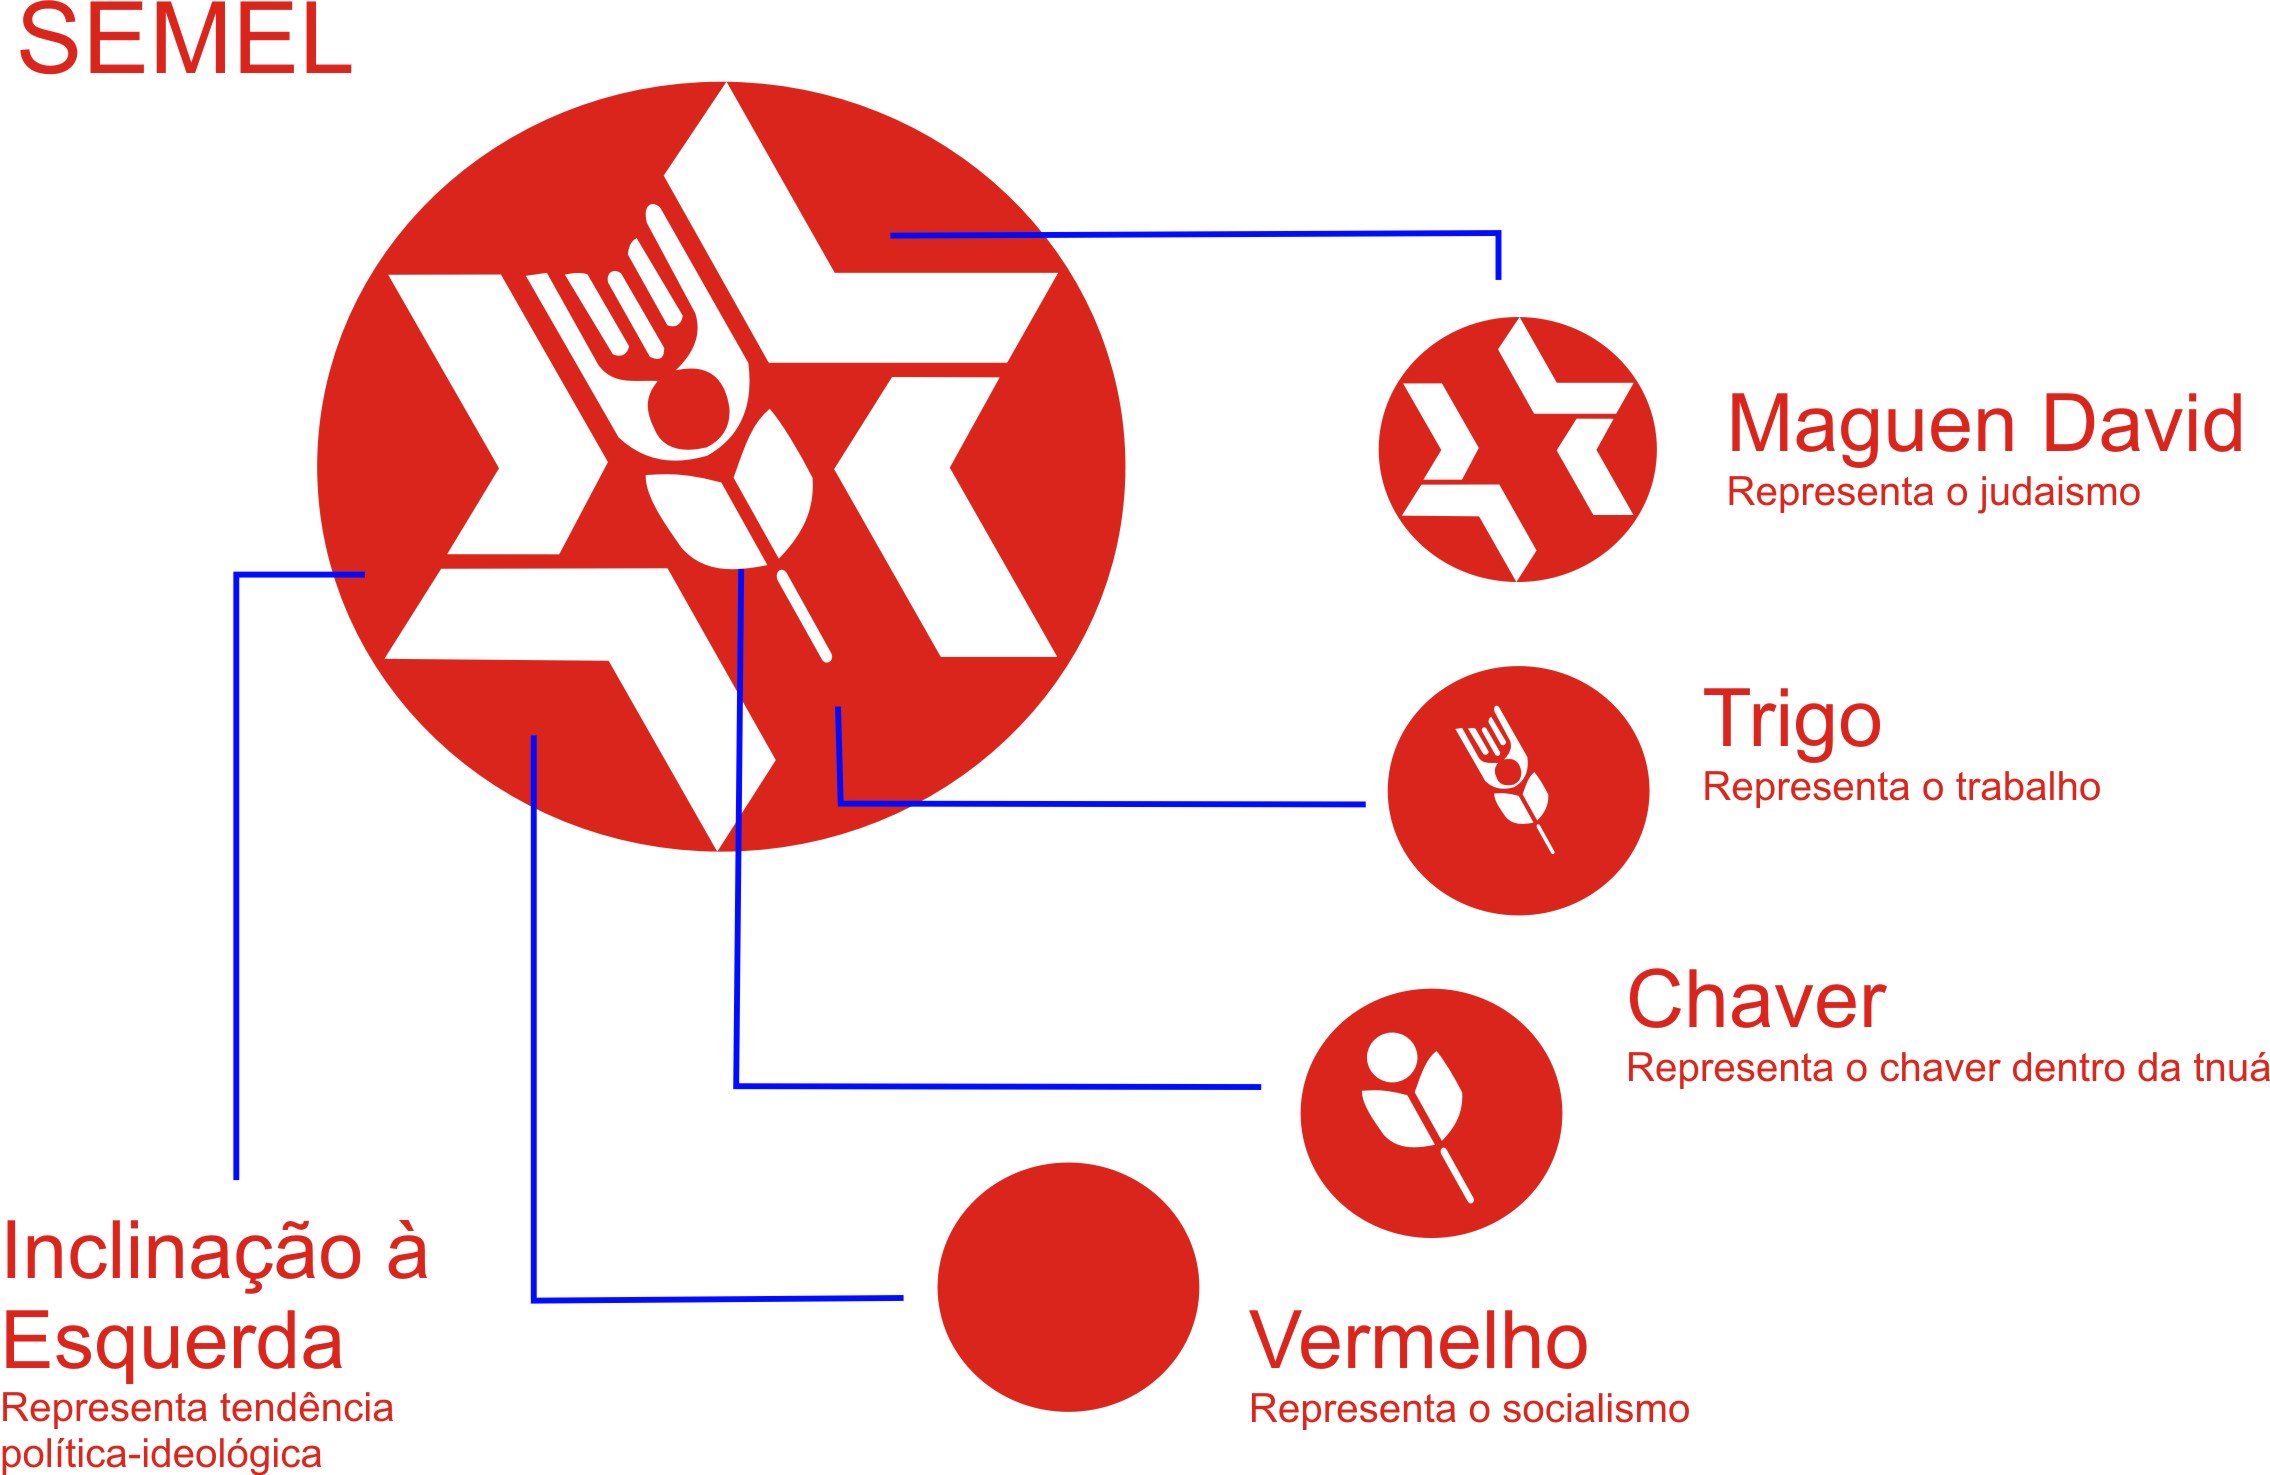 SEMEL
Maguen David
Representa o judaismo
Trigo
Representa o trabalho
Chaver
Representa o chaver dentro da tnuá
Inclinação à
Esquerda
Representa tendência
política-ideológica
Vermelho
Representa o socialismo